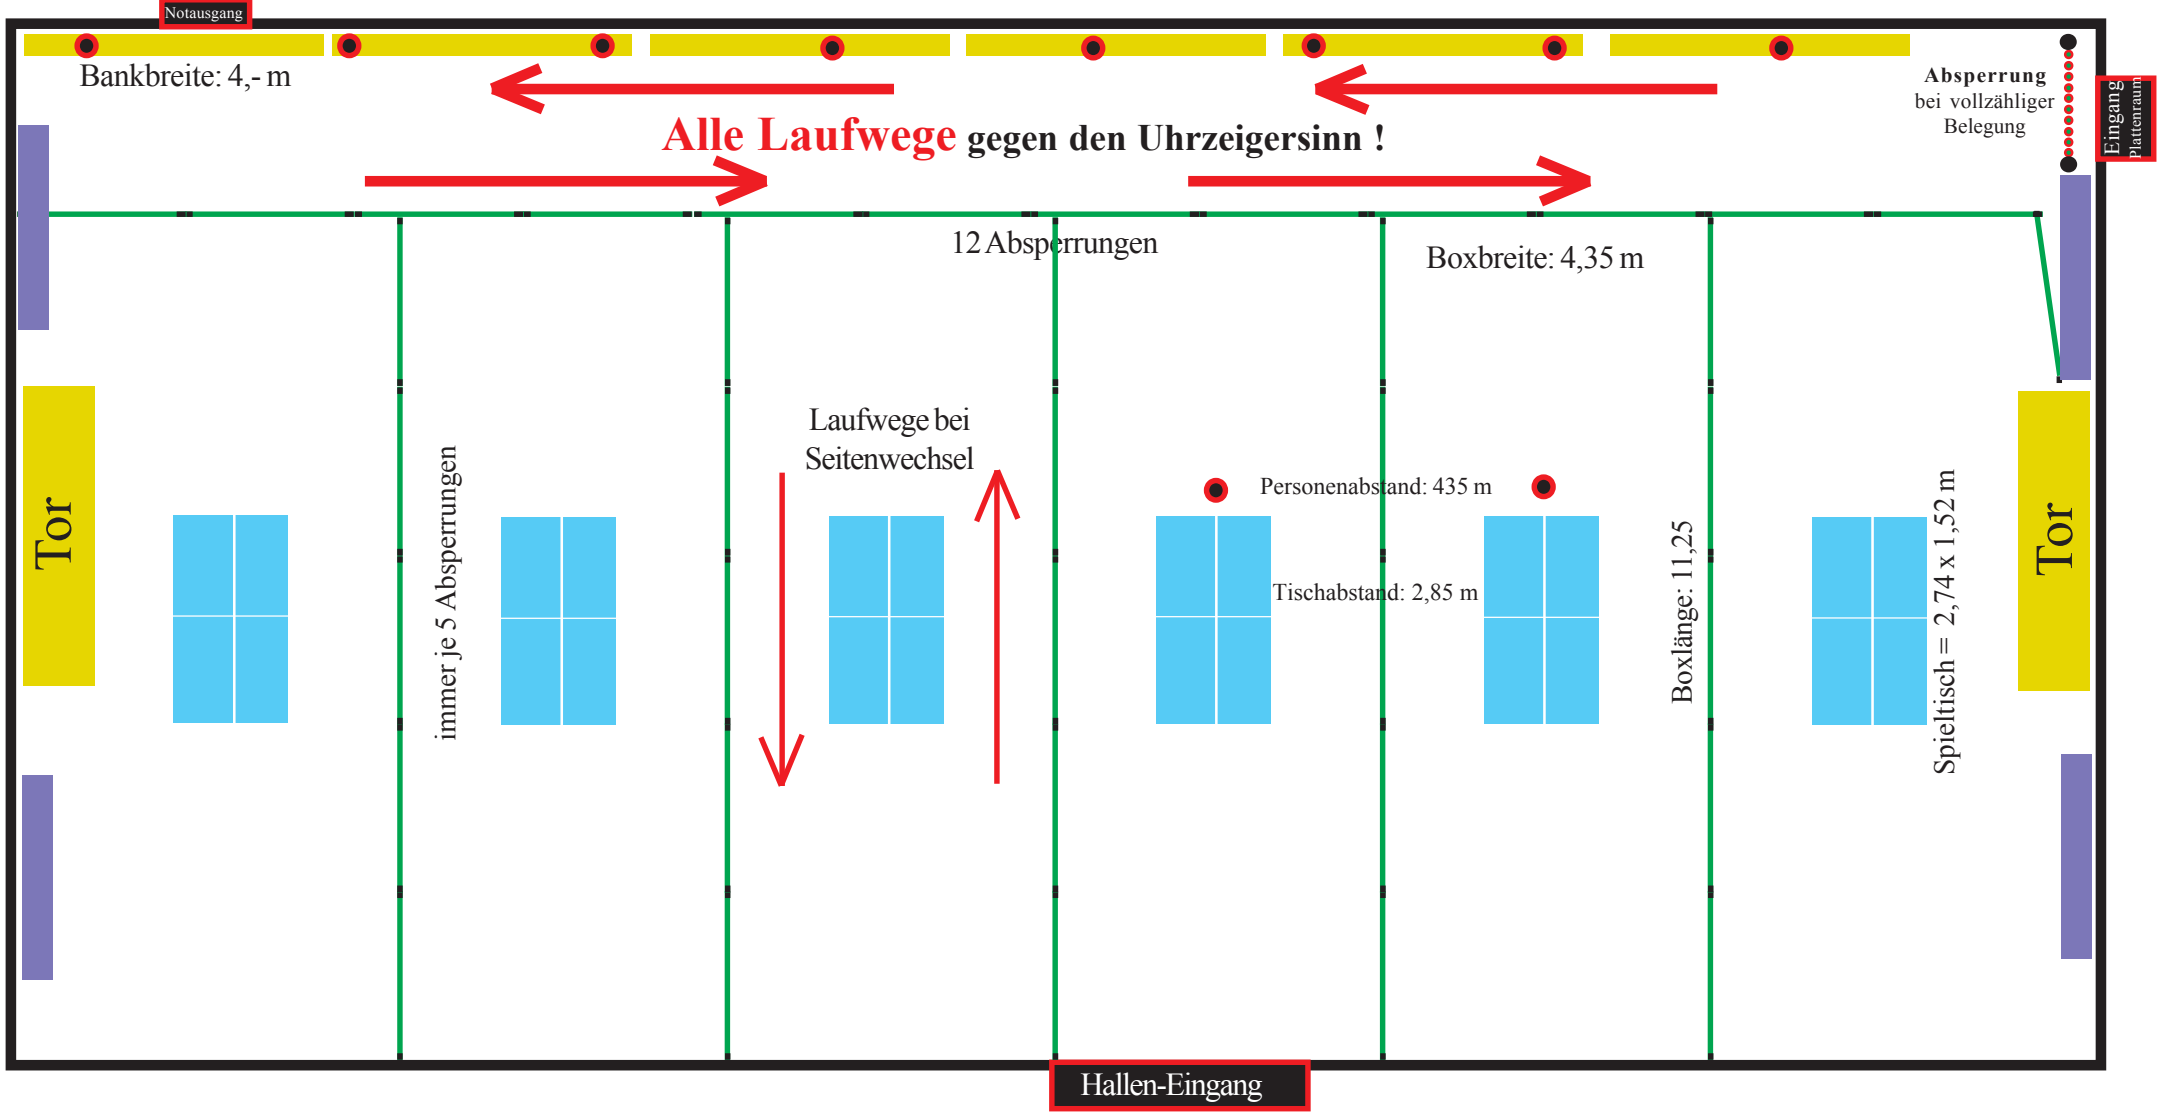 Notausgang
Bankbreite: 4,- m
Absperrung
bei vollzähliger
Belegung
Eingang
Plattenraum
Alle Laufwege gegen den Uhrzeigersinn !
12 Absperrungen
Boxbreite: 4,35 m
Laufwege bei
Seitenwechsel
immer je 5 Absperrungen
Personenabstand: 435 m
Tischabstand: 2,85 m
Boxlänge: 11,25
Spieltisch = 2,74 x 1,52 m
Tor
Tor
Hallen-Eingang